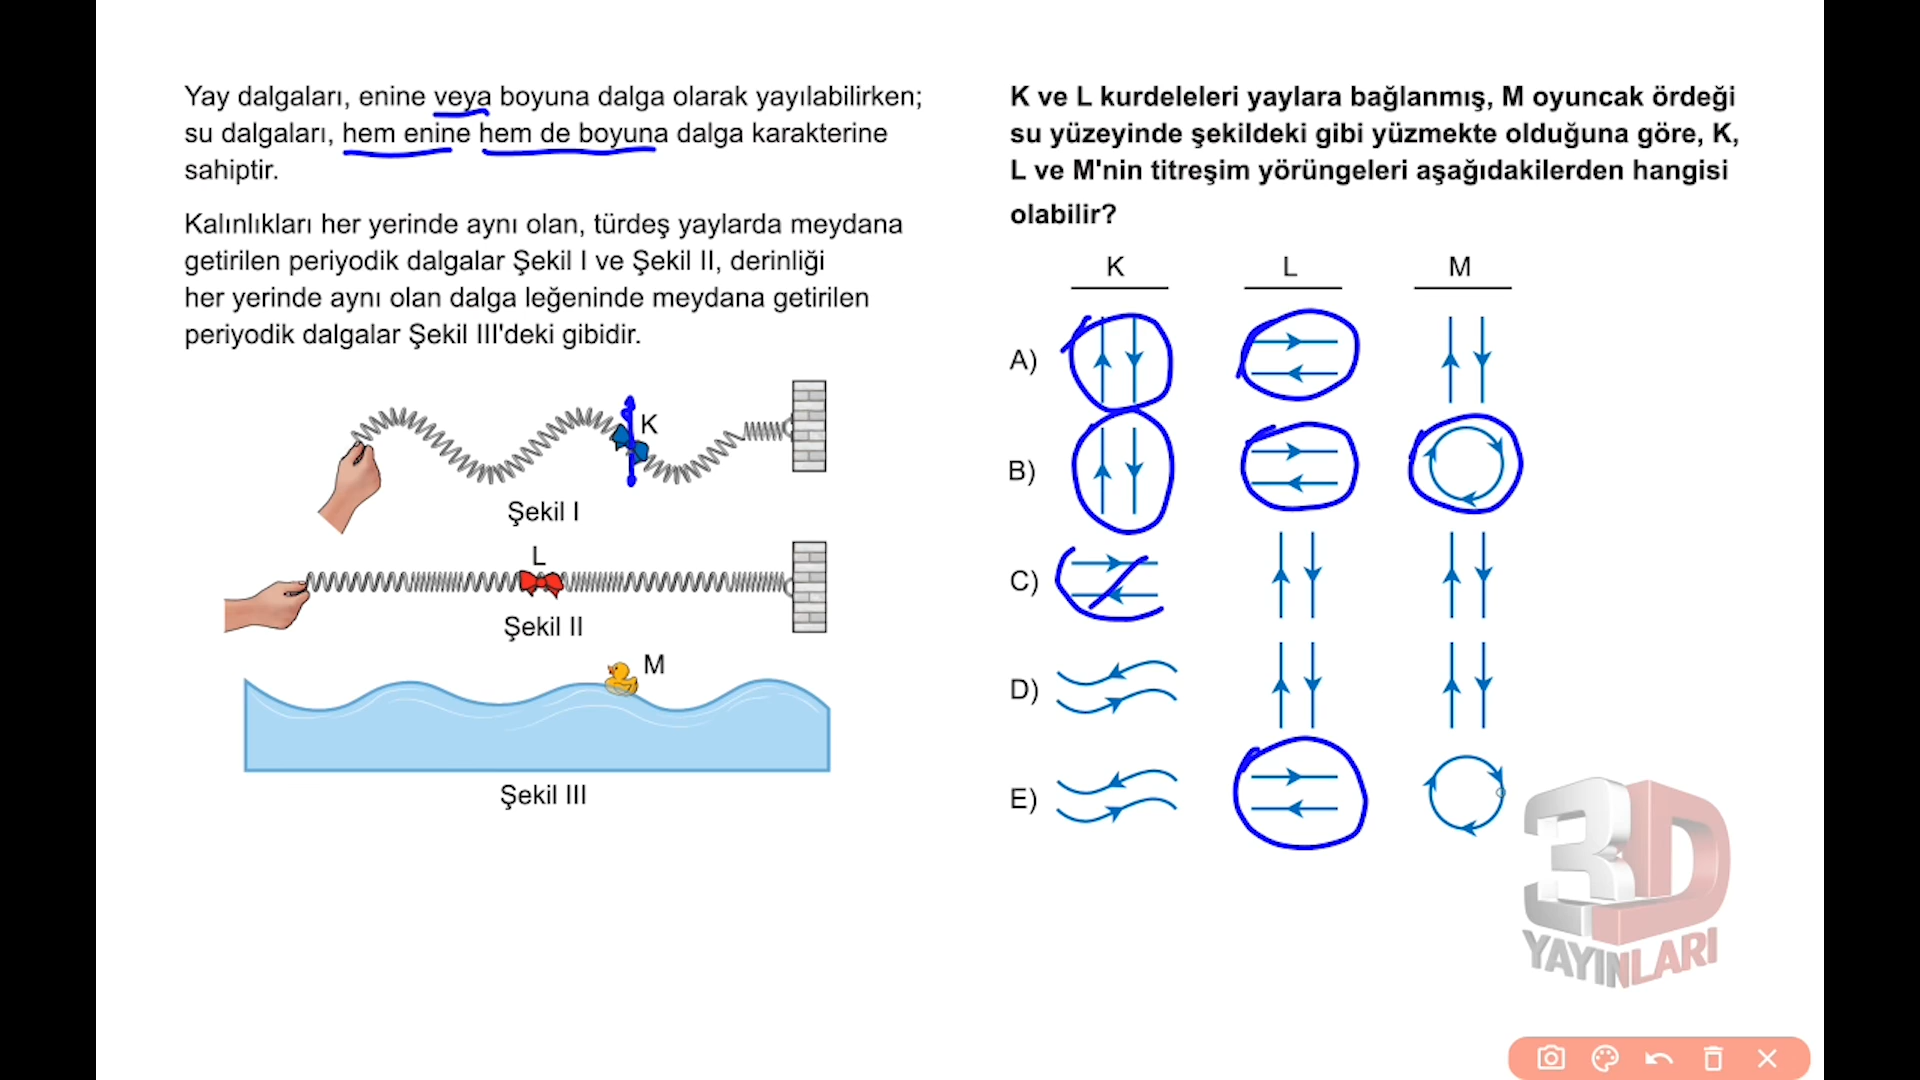 Yay dalgaları, enine veya boyuna dalga olarak yayılabilirken;
su dalgaları, hem enine hem de boyuna dalga karakterine
sahiptir.
Kalınlıkları her yerinde aynı olan, türdeş yaylarda meydana
getirilen periyodik dalgalar Şekil I ve Şekil II, derinliği
her yerinde aynı olan dalga leğeninde meydana getirilen
periyodik dalgalar Şekil III'deki gibidir.
K
Şekil I
L
Şekil II
M
Şekil III
K ve L kurdeleleri yaylara bağlanmış, M oyuncak ördeği
su yüzeyinde şekildeki gibi yüzmekte olduğuna göre, K,
L ve M'nin titreşim yörüngeleri aşağıdakilerden hangisi
olabilir?
K L M
A)
B)
C)
D)
E)
3D
YAYINLARI